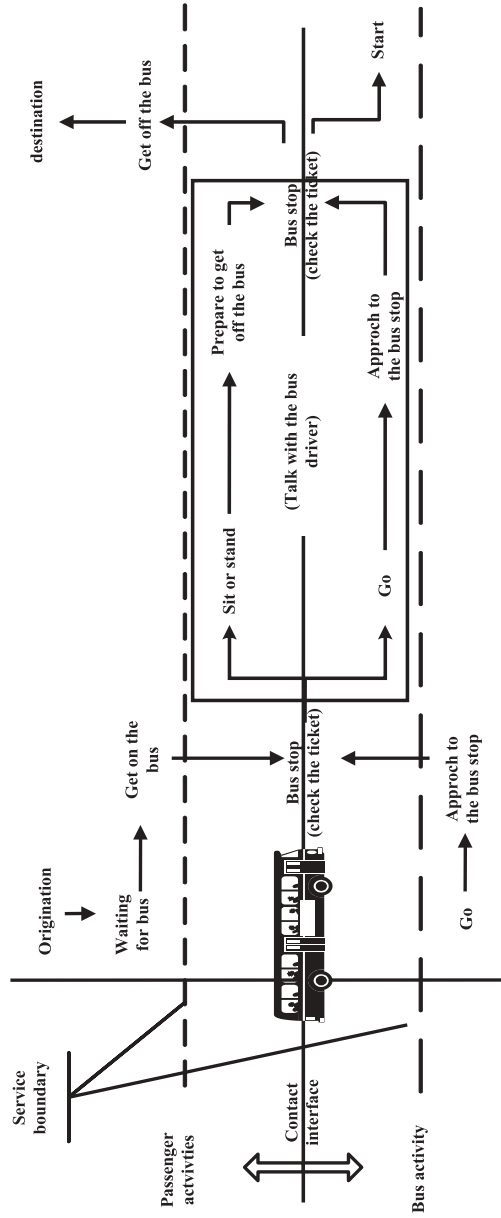 Service
boundary
Origination
Waiting
for bus
Get on the
bus
Get off the bus
destination
Passenger
actvivties
Sit or stand
Prepare to get
off the bus
Contact
interface
Bus stop
(check the ticket)
(Talk with the bus
driver)
Bus stop
(check the ticket)
Go
Approch to
the bus stop
Start
Bus activity
Go
Approch to
the bus stop